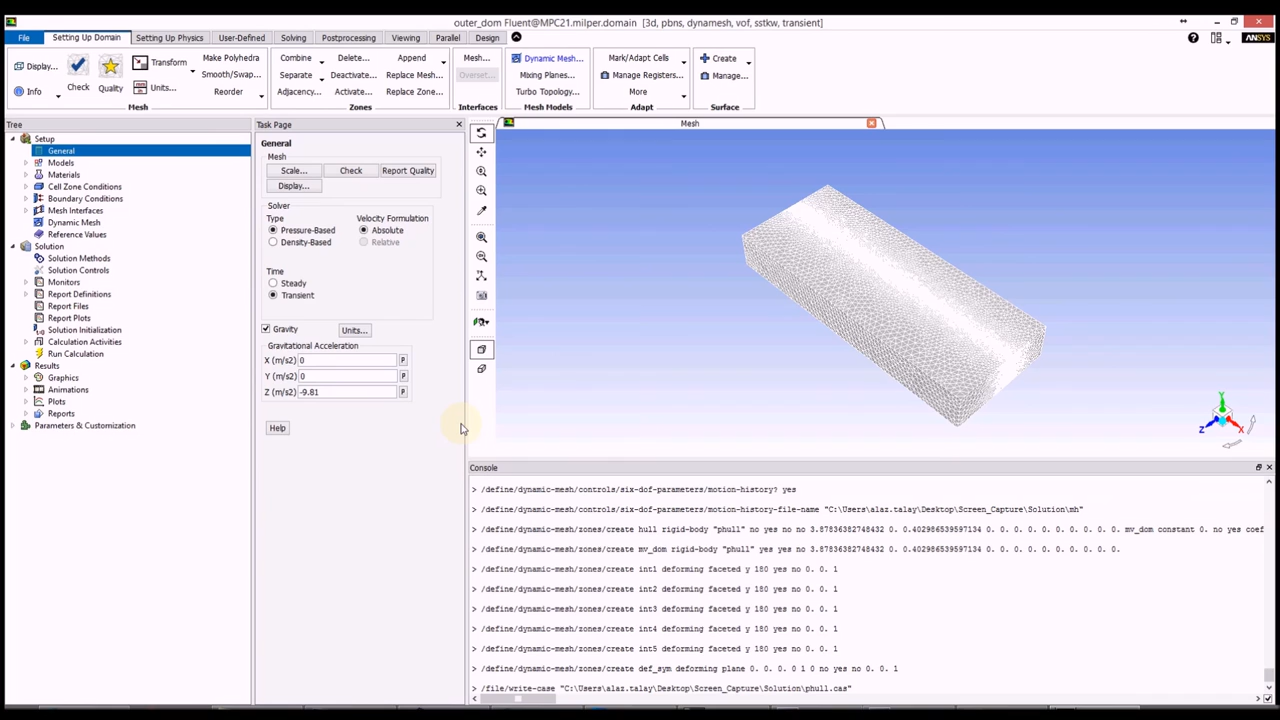 outer_dom Fluent@MPC21.milper.domain [3d, pbns, dynamesh, vof, sstkw, transient]
File Setting Up Domain Setting Up Physics User-Defined Solving Postprocessing Viewing Parallel Design
ANSYS
Display... Transform Make Polyhedra Combine Delete... Append Mesh... Dynamic Mesh... Mark/Adapt Cells Create
Info Check Quality Units... Smooth/Swap... Separate Deactivate... Replace Mesh... Overset... Mixing Planes... Manage Registers... Manage...
Reorder Adjacency... Activate... Replace Zone... Turbo Topology... More
Mesh Zones Interfaces Mesh Models Adapt Surface
Tree
Setup
General
Models
Materials
Cell Zone Conditions
Boundary Conditions
Mesh Interfaces
Dynamic Mesh
Reference Values
Solution
Solution Methods
Solution Controls
Monitors
Report Definitions
Report Files
Report Plots
Solution Initialization
Calculation Activities
Run Calculation
Results
Graphics
Animations
Plots
Reports
Parameters & Customization
Task Page
General
Mesh
Scale... Check Report Quality
Display...
Solver
Type Velocity Formulation
Pressure-Based Absolute
Density-Based Relative
Time
Steady
Transient
Gravity Units...
Gravitational Acceleration
X (m/s2) 0 P
Y (m/s2) 0 P
Z (m/s2) -9.81 P
Help
Mesh
Y
Z X
Console
> /define/dynamic-mesh/controls/six-dof-parameters/motion-history? yes
> /define/dynamic-mesh/controls/six-dof-parameters/motion-history-file-name "C:\Users\alaz.talay\Desktop\Screen_Capture\Solution\mh"
> /define/dynamic-mesh/zones/create hull rigid-body "phull" no yes no no 3.87836382748432 0. 0.402986539597134 0. 0. 0. 0. 0. 0. 0. 0. 0. mv_dom constant 0. no yes coef
> /define/dynamic-mesh/zones/create mv_dom rigid-body "phull" yes yes no 3.87836382748432 0. 0.402986539597134 0. 0. 0. 0. 0. 0. 0. 0. 0.
> /define/dynamic-mesh/zones/create int1 deforming faceted y 180 yes no 0. 0. 1
> /define/dynamic-mesh/zones/create int2 deforming faceted y 180 yes no 0. 0. 1
> /define/dynamic-mesh/zones/create int3 deforming faceted y 180 yes no 0. 0. 1
> /define/dynamic-mesh/zones/create int4 deforming faceted y 180 yes no 0. 0. 1
> /define/dynamic-mesh/zones/create int5 deforming faceted y 180 yes no 0. 0. 1
> /define/dynamic-mesh/zones/create def_sym deforming plane 0. 0. 0. 0 1 0 no yes no 0. 0. 1
> /file/write-case "C:\Users\alaz.talay\Desktop\Screen_Capture\Solution\phull.cas"